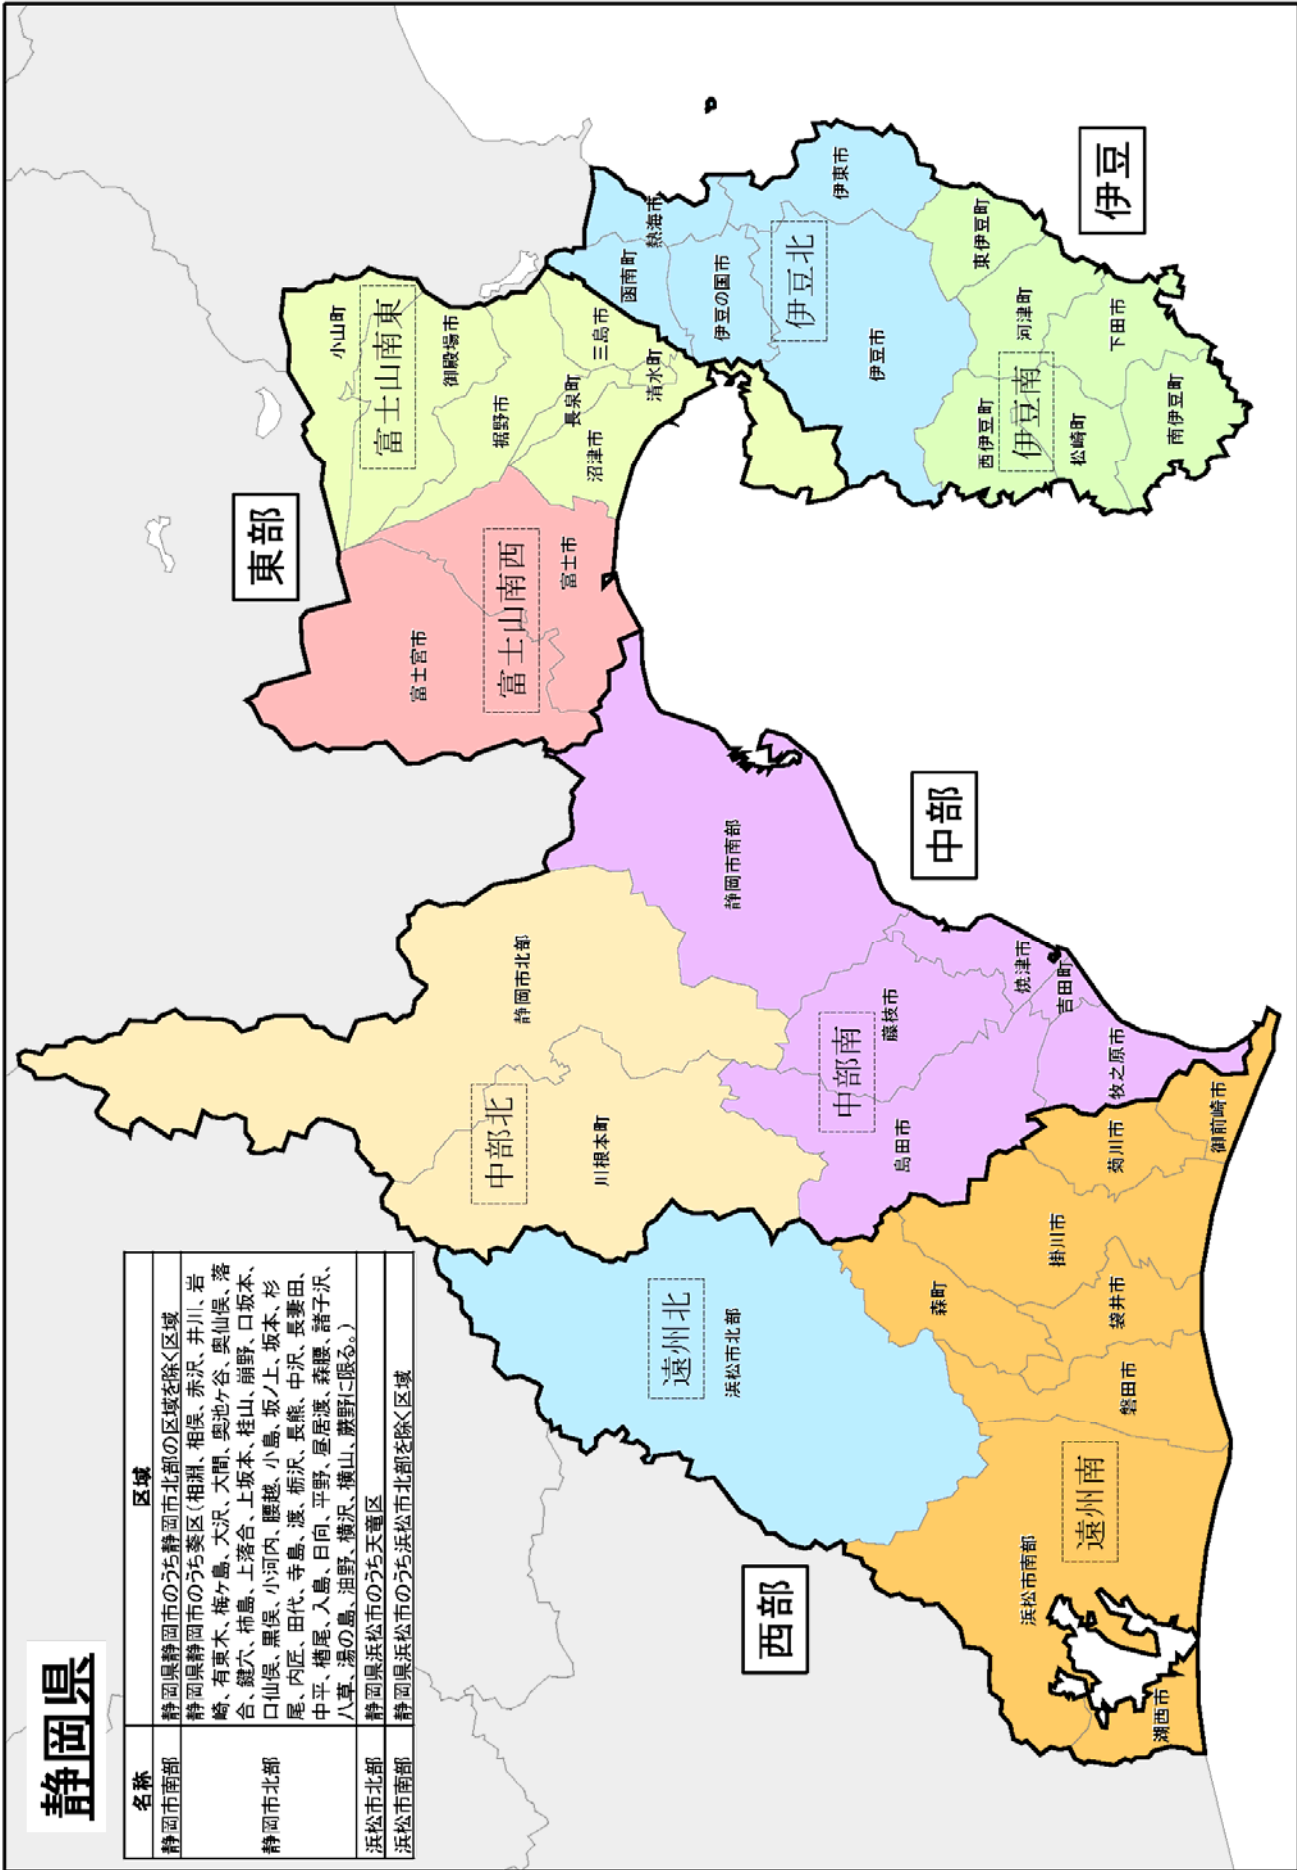 静岡県
名称 区域
静岡市南部 静岡県静岡市のうち静岡市北部の区域を除く区域
静岡市北部 静岡県静岡市のうち葵区(相淵、相俣、赤沢、井川、岩
崎、有東木、梅ケ島、大沢、大間、奥池ケ谷、奥仙俣、落
合、鍵穴、柿島、上落合、上坂本、桂山、崩野、口坂本、
口仙俣、黒俣、小河内、腰越、小島、坂ノ上、坂本、杉
尾、内匠、田代、寺島、渡、栃沢、長熊、中沢、長妻田、
中平、楢尾、入島、日向、平野、昼居渡、森腰、諸子沢、
八草、湯の島、油野、横沢、横山、蕨野に限る。)
浜松市北部 静岡県浜松市のうち天竜区
浜松市南部 静岡県浜松市のうち浜松市北部を除く区域
東部
富士山南東
小山町
御殿場市
裾野市
三島市
長泉町
清水町
沼津市
富士山南西
富士宮市
富士市
伊豆
伊豆北
熱海市
函南町
伊豆の国市
伊東市
伊豆市
伊豆南
東伊豆町
河津町
西伊豆町
下田市
松崎町
南伊豆町
中部
中部北
静岡市北部
川根本町
中部南
静岡市南部
藤枝市
焼津市
島田市
吉田町
牧之原市
西部
遠州北
浜松市北部
遠州南
森町
掛川市
菊川市
御前崎市
袋井市
磐田市
浜松市南部
湖西市